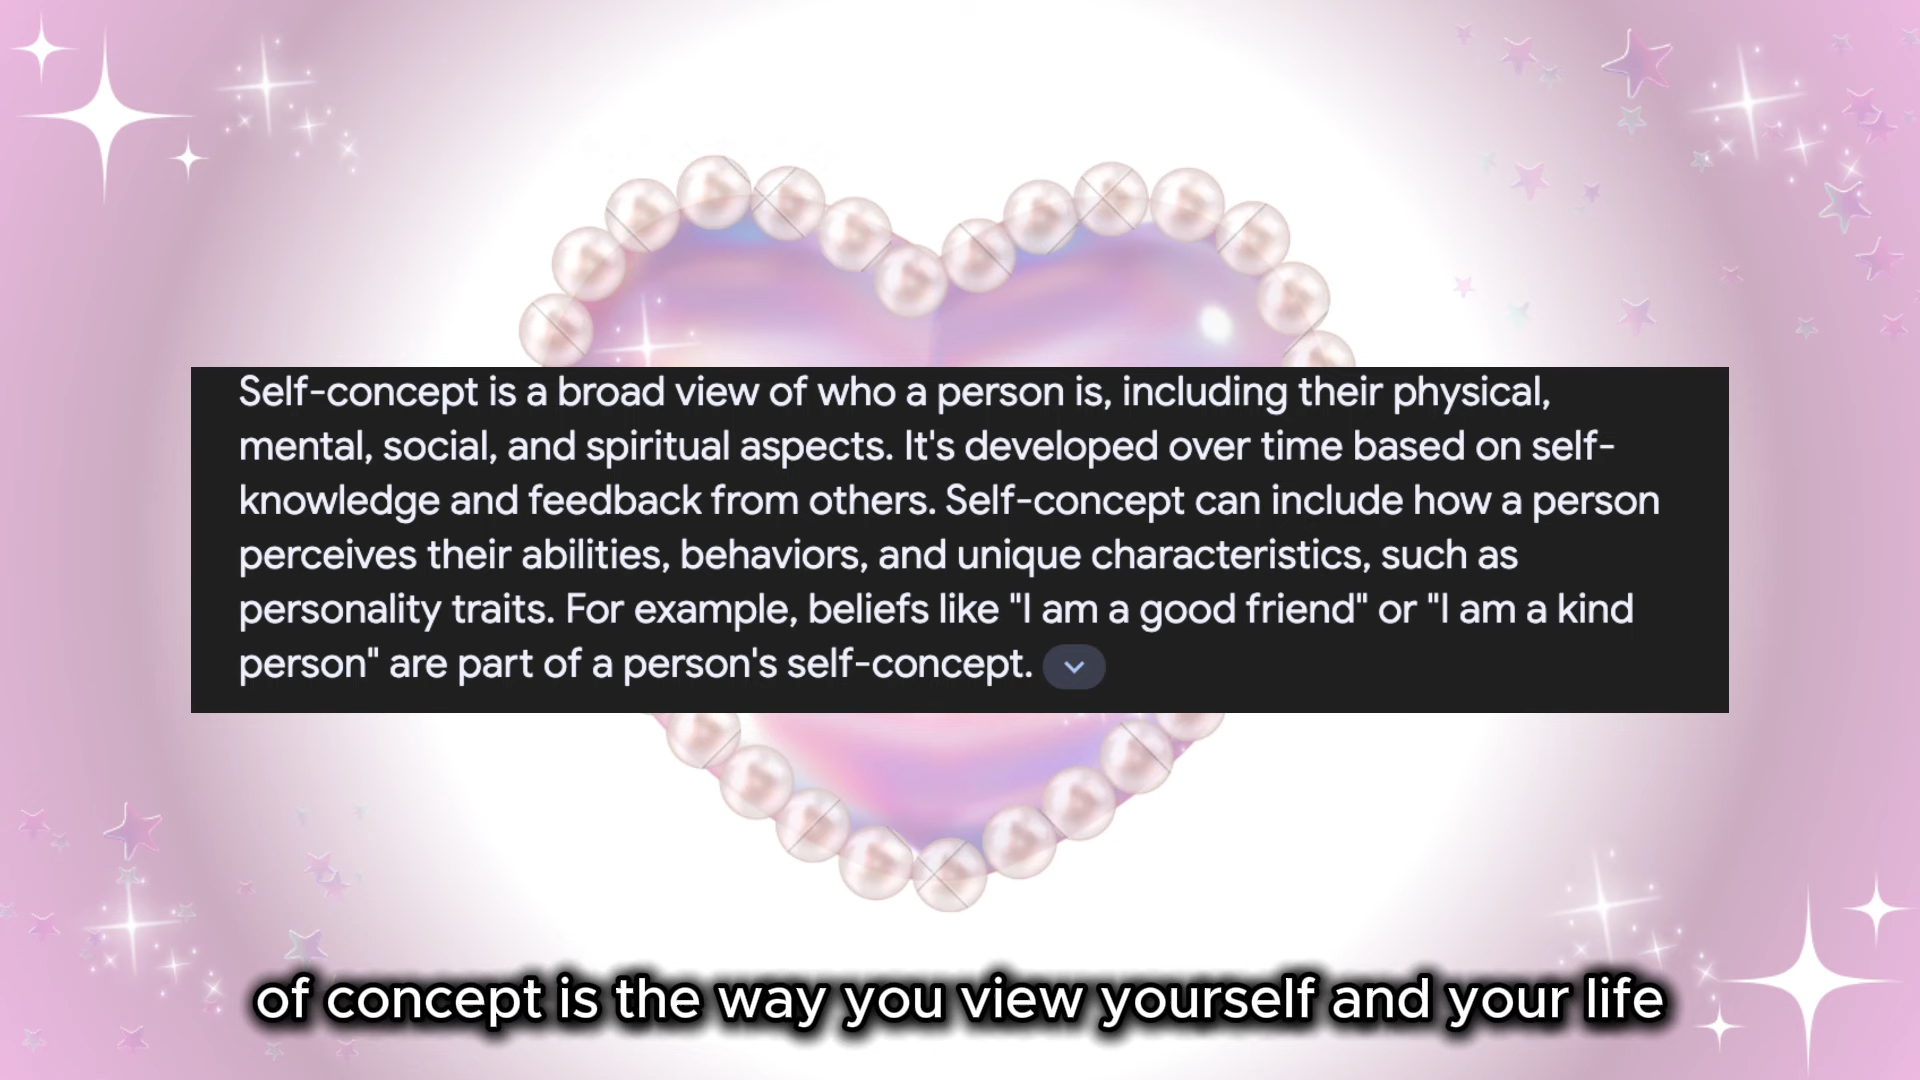 Self-concept is a broad view of who a person is, including their physical,
mental, social, and spiritual aspects. It's developed over time based on self-
knowledge and feedback from others. Self-concept can include how a person
perceives their abilities, behaviors, and unique characteristics, such as
personality traits. For example, beliefs like "I am a good friend" or "I am a kind
person" are part of a person's self-concept.
of concept is the way you view yourself and your life